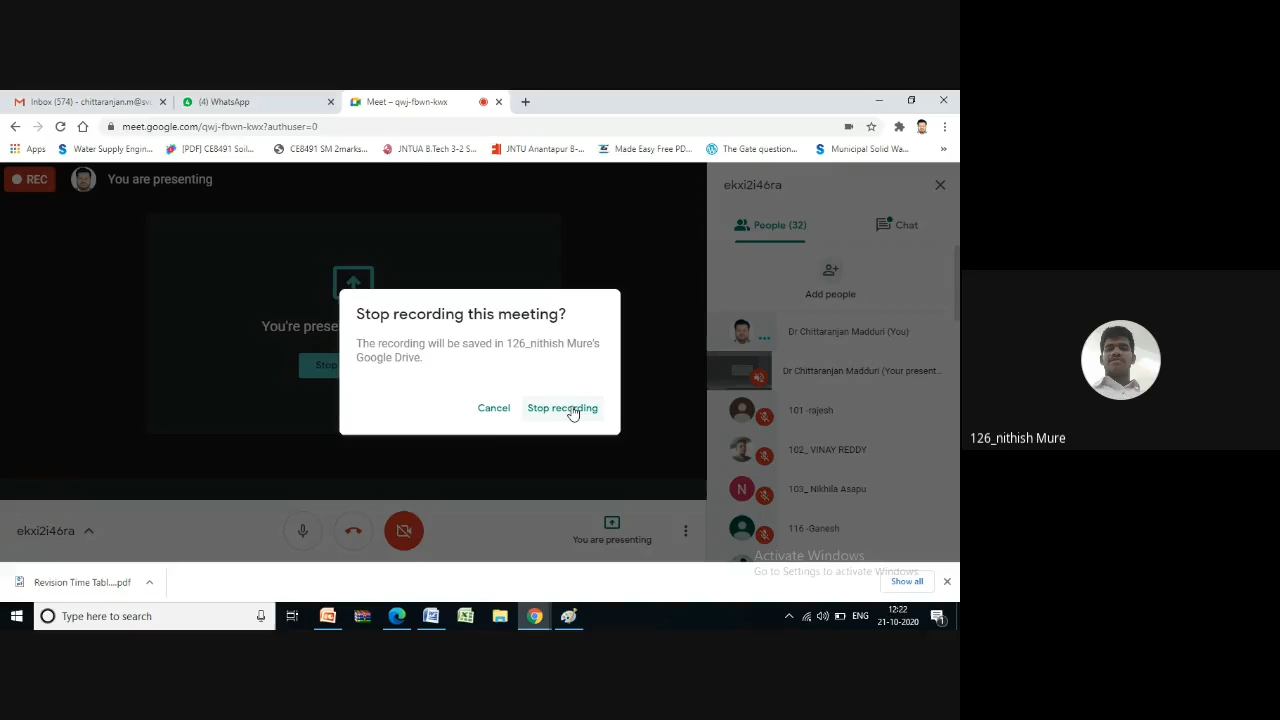 Inbox (574) - chittaranjan.m@svc
(4) WhatsApp
Meet – qwj-fbwn-kwx
meet.google.com/qwj-fbwn-kwx?authuser=0
Apps
Water Supply Engin...
[PDF] CE8491 Soil...
CE8491 SM 2marks...
JNTUA B.Tech 3-2 S...
JNTU Anantapur B-...
Made Easy Free PD...
The Gate question...
Municipal Solid Wa...
REC
You are presenting
ekxi2i46ra
People (32)
Chat
Add people
You're prese
Stop
Stop recording this meeting?
The recording will be saved in 126_nithish Mure's
Google Drive.
Cancel
Stop recording
Dr Chittaranjan Madduri (You)
Dr Chittaranjan Madduri (Your present...
101 -rajesh
102_ VINAY REDDY
N
103_ Nikhila Asapu
116 -Ganesh
126_nithish Mure
ekxi2i46ra
You are presenting
Activate Windows
Go to Settings to activate Windows.
Revision Time Tabl....pdf
Show all
Type here to search
ENG
12:22
21-10-2020
1